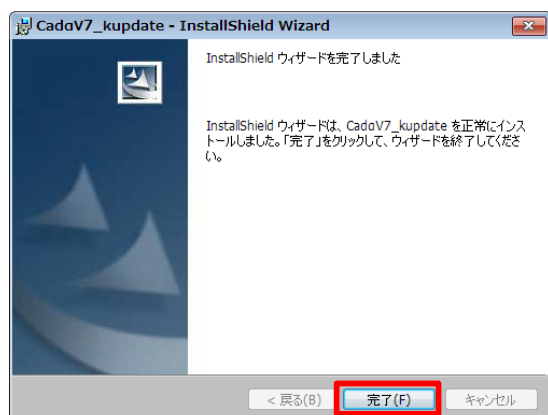 CadαV7_kupdate - InstallShield Wizard
InstallShield ウィザードを完了しました
InstallShield ウィザードは、CadαV7_kupdate を正常にインス
トールしました。「完了」をクリックして、ウィザードを終了してくださ
い。
< 戻る(B)
完了(F)
キャンセル